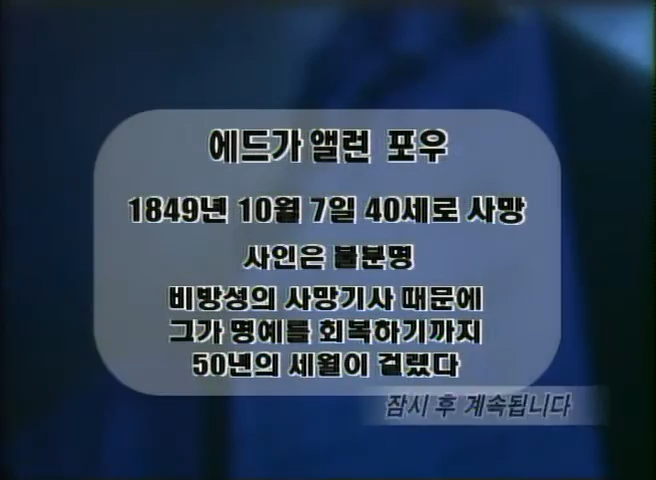 에드가 앨런 포우
1849년 10월 7일 40세로 사망
사인은 불분명
비방성의 사망기사 때문에
그가 명예를 회복하기까지
50년의 세월이 걸렸다
잠시 후 계속됩니다